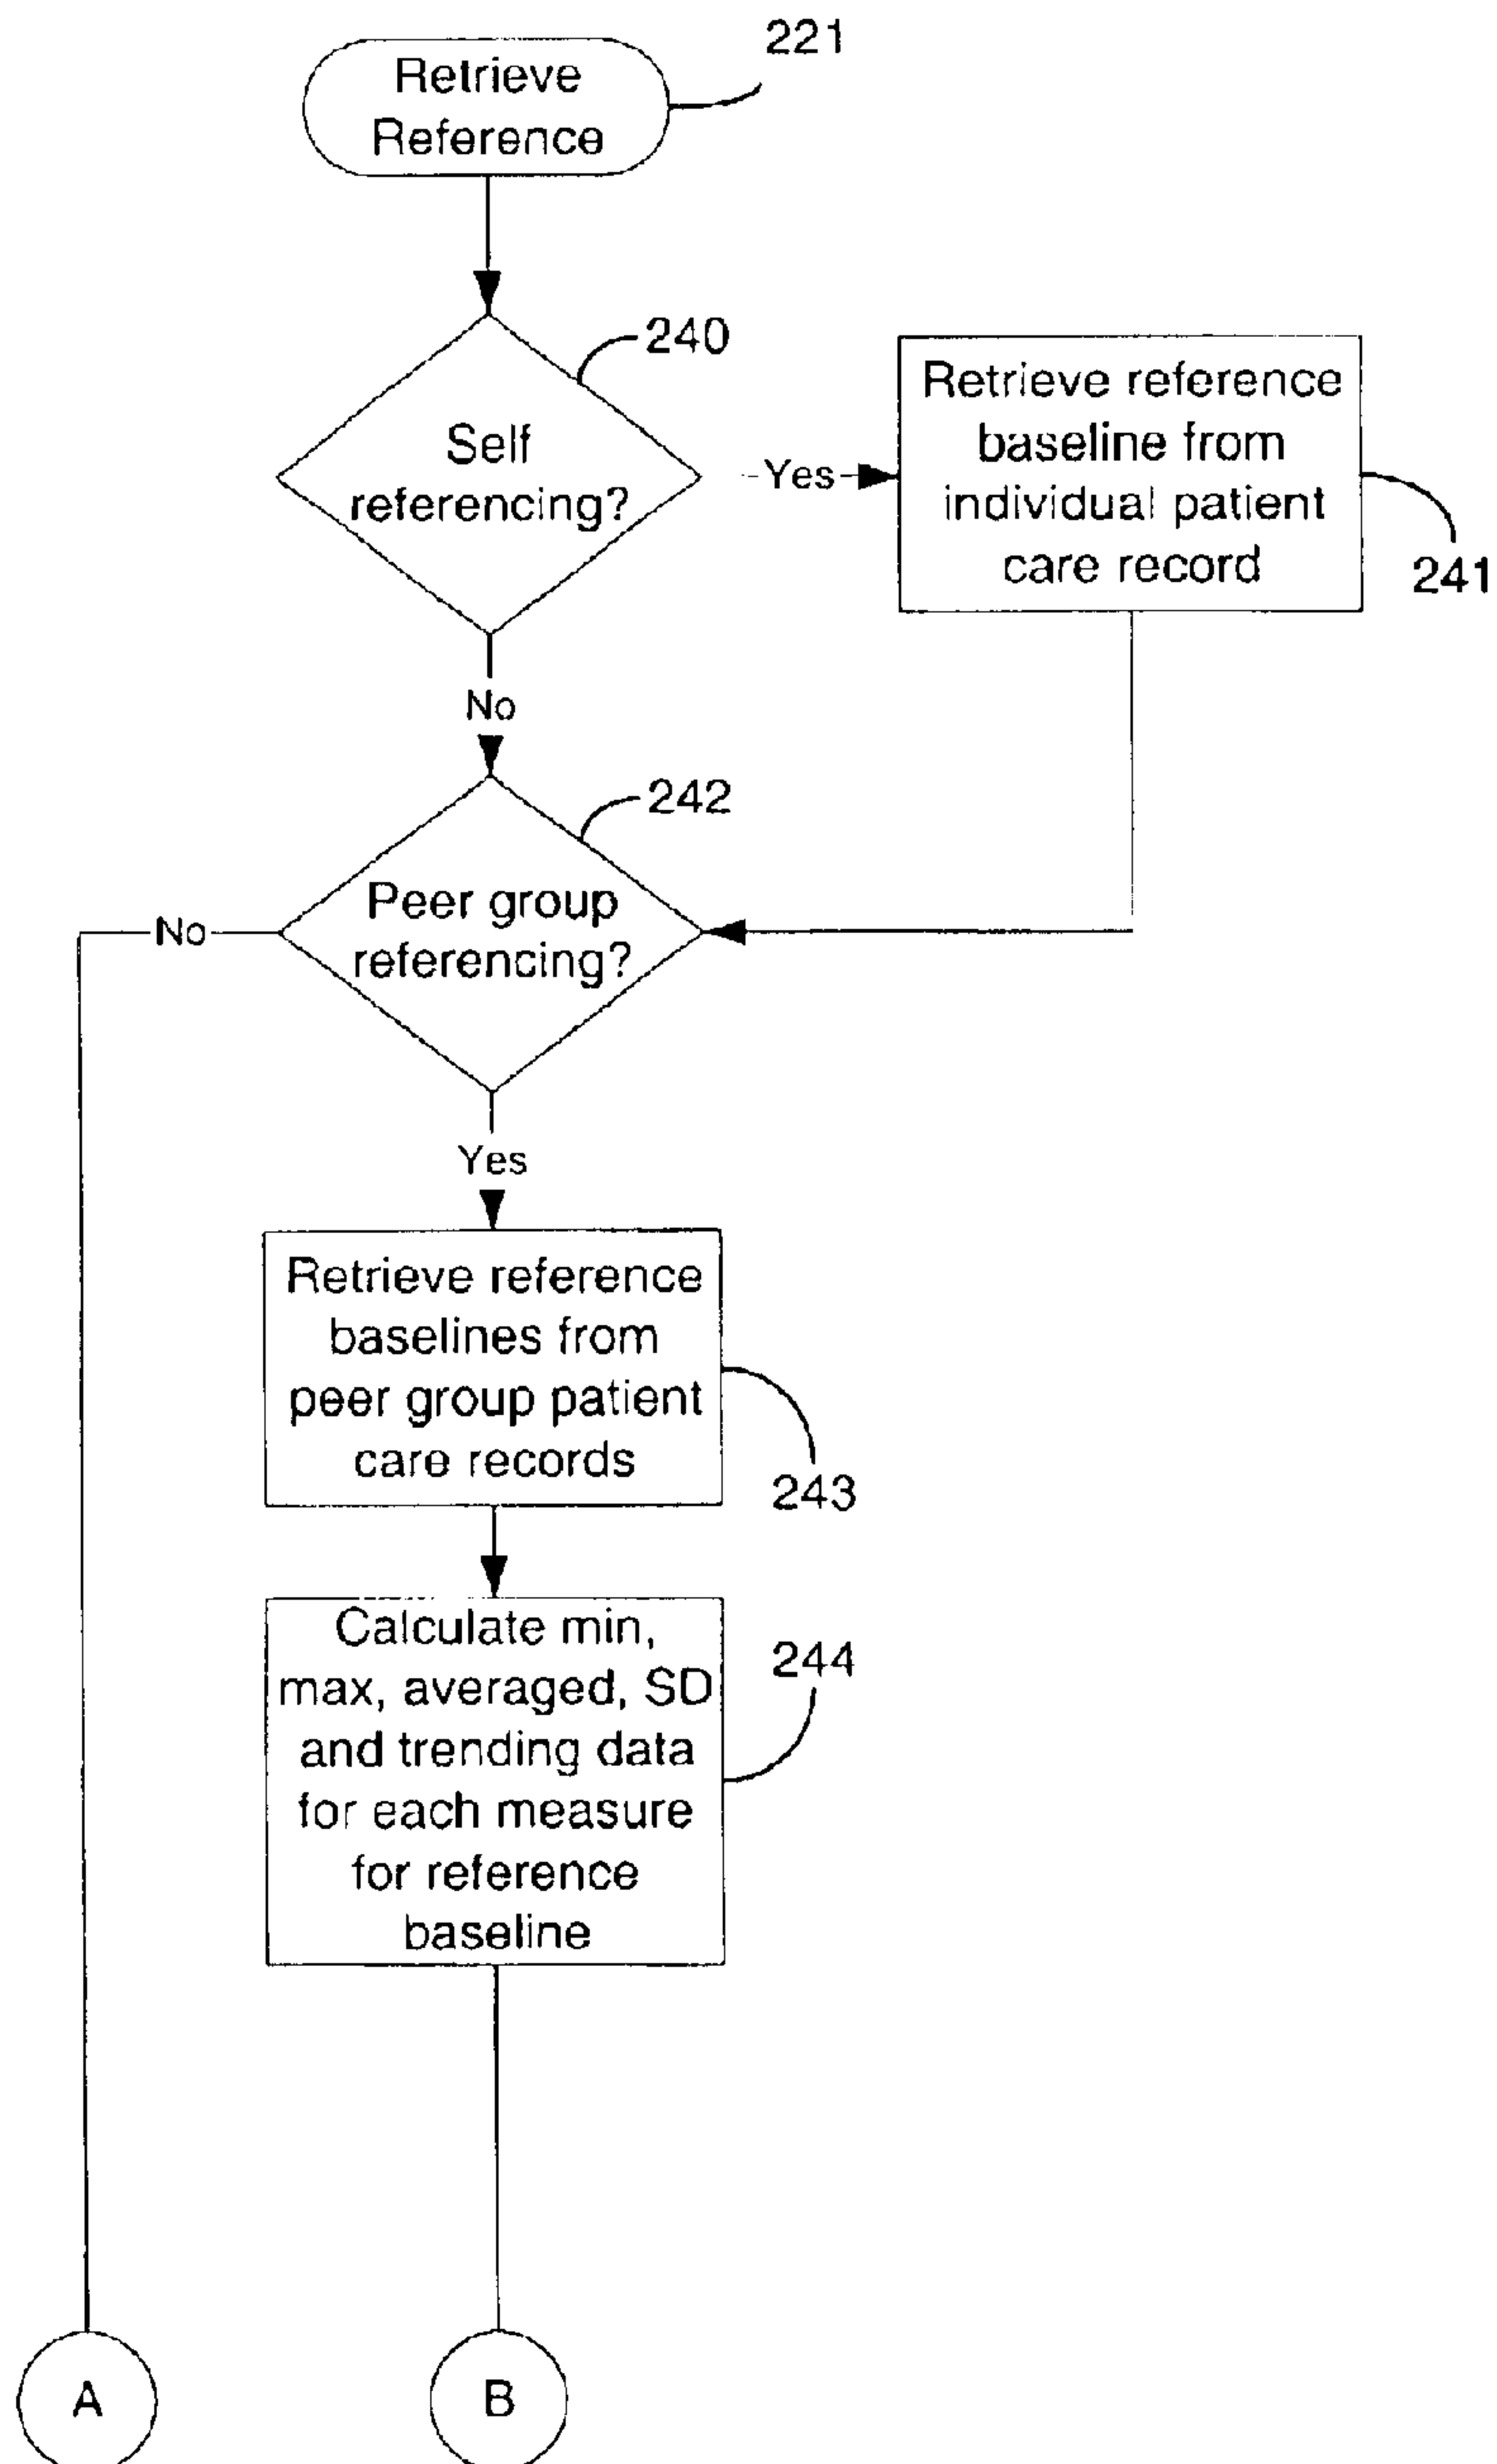 221
Retrieve
Reference
240
Self
referencing?
Yes
Retrieve reference
baseline from
individual patient
care record
241
No
242
Peer group
referencing?
No
Yes
Retrieve reference
baselines from
peer group patient
care records
243
Calculate min,
max, averaged, SD
and trending data
for each measure
for reference
baseline
244
A
B